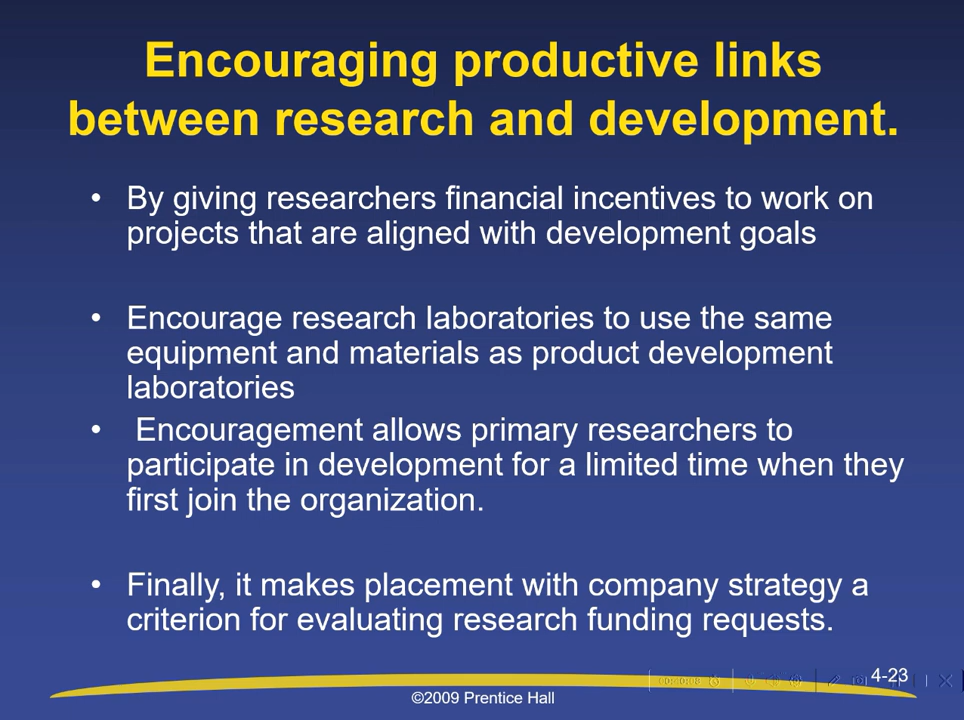 Encouraging productive links
between research and development.
• By giving researchers financial incentives to work on
projects that are aligned with development goals
• Encourage research laboratories to use the same
equipment and materials as product development
laboratories
• Encouragement allows primary researchers to
participate in development for a limited time when they
first join the organization.
• Finally, it makes placement with company strategy a
criterion for evaluating research funding requests.
4-23
©2009 Prentice Hall